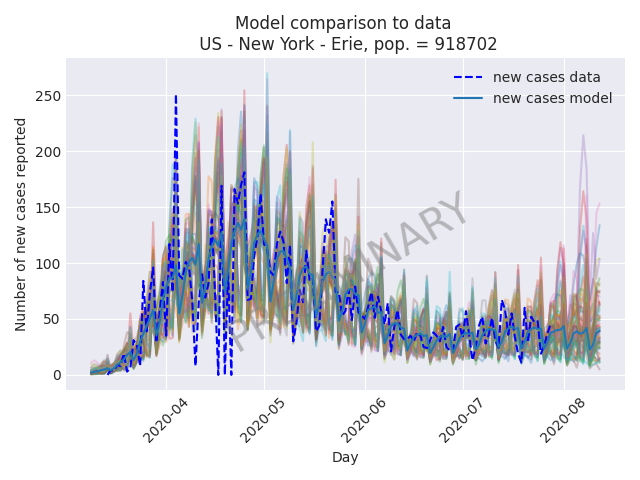 Model comparison to data
US - New York - Erie, pop. = 918702
new cases data
new cases model
Number of new cases reported
250
200
150
100
50
0
PRELIMINARY
2020-04
2020-05
2020-06
2020-07
2020-08
Day